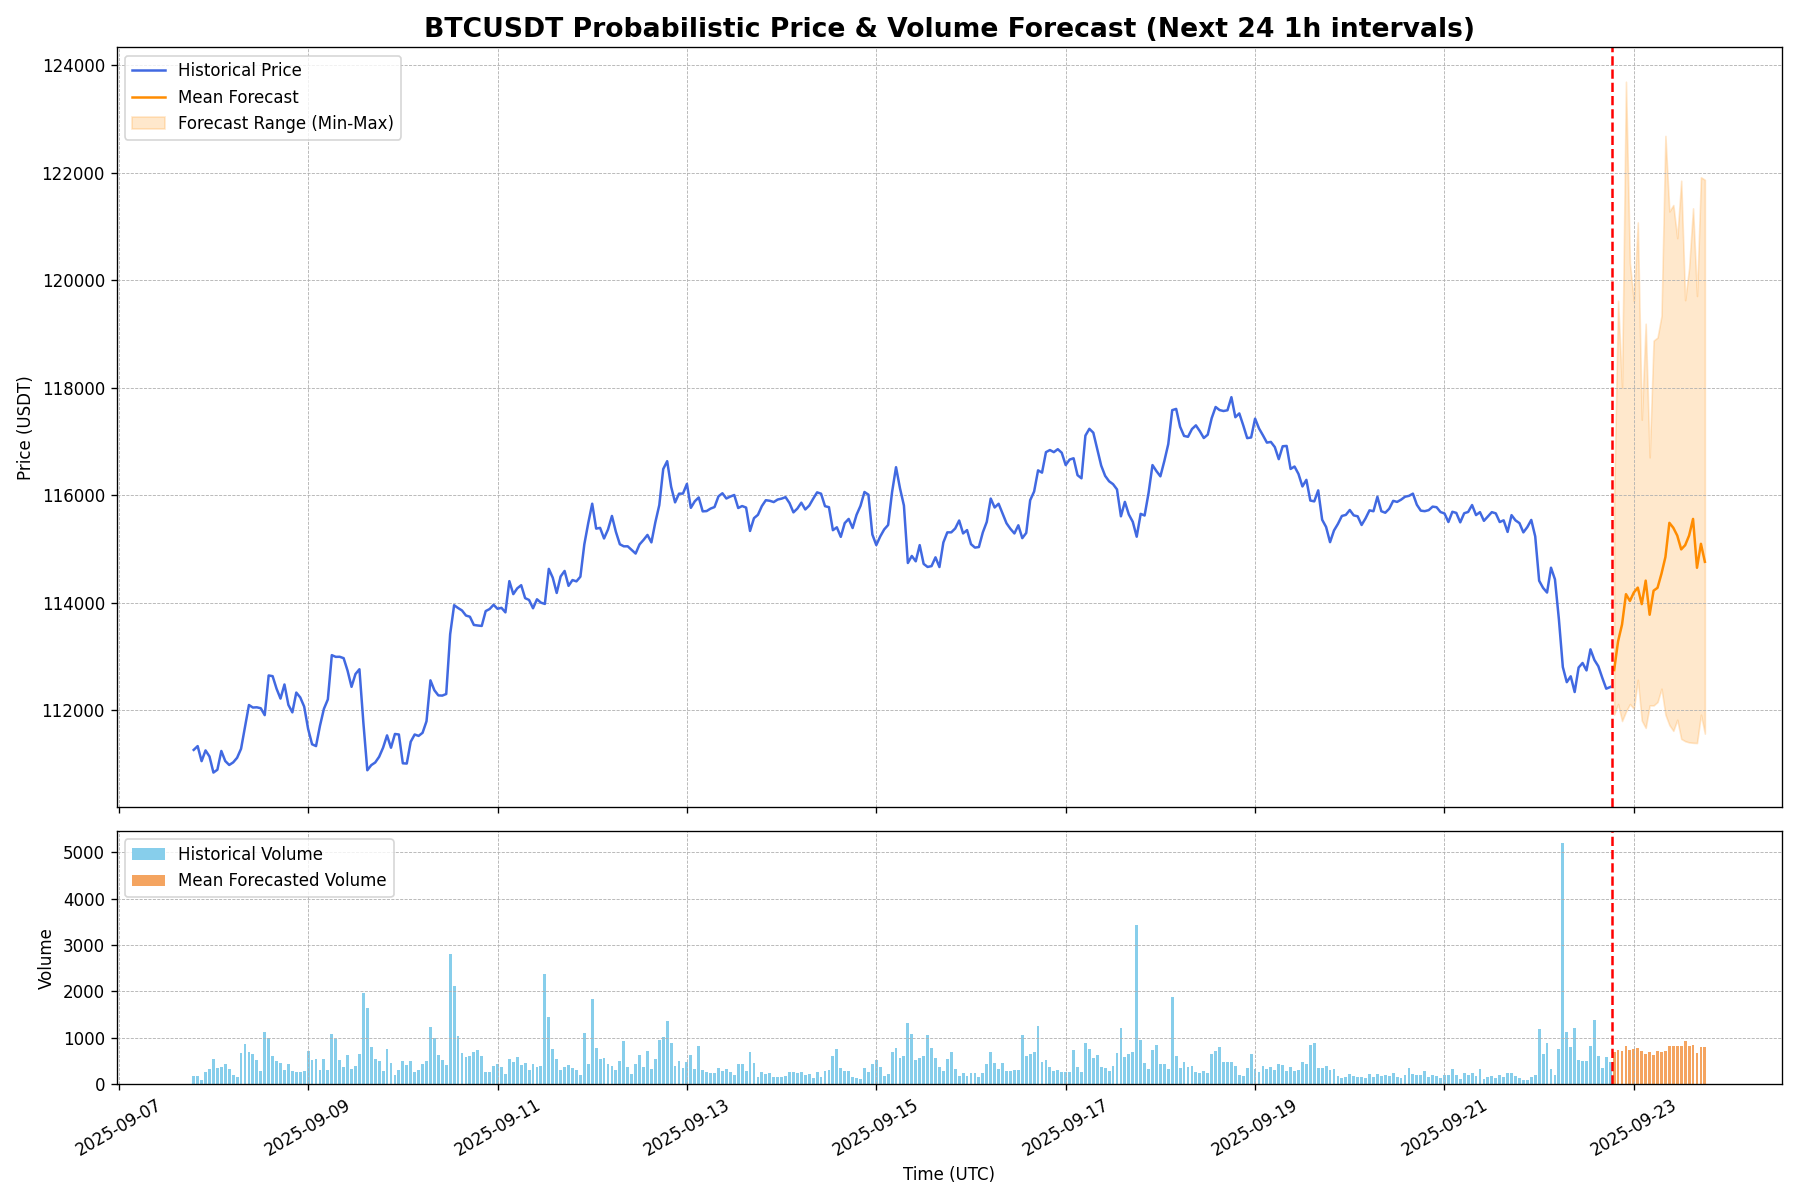 BTCUSDT Probabilistic Price & Volume Forecast (Next 24 1h intervals)
Historical Price
Mean Forecast
Forecast Range (Min-Max)
Price (USDT)
124000
122000
120000
118000
116000
114000
112000
Historical Volume
Mean Forecasted Volume
Volume
5000
4000
3000
2000
1000
0
2025-09-07
2025-09-09
2025-09-11
2025-09-13
2025-09-15
2025-09-17
2025-09-19
2025-09-21
2025-09-23
Time (UTC)